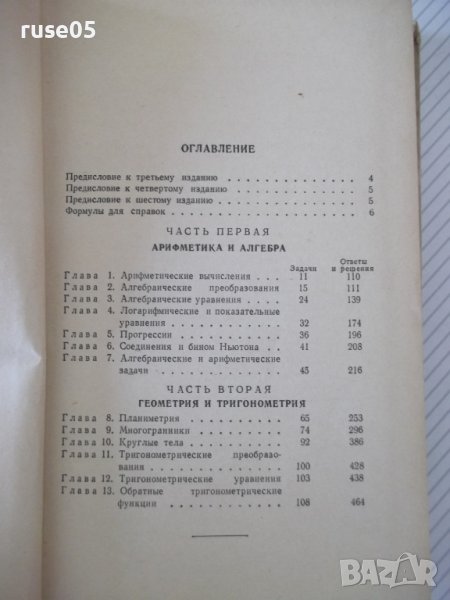 ruse05
ОГЛАВЛЕНИЕ
Предисловие к третьему изданию . . . . . . . . . . . . . 4
Предисловие к четвертому изданию . . . . . . . . . . . . 5
Предисловие к шестому изданию . . . . . . . . . . . . . 5
Формулы для справок . . . . . . . . . . . . . . . . . 6
ЧАСТЬ ПЕРВАЯ
АРИФМЕТИКА И АЛГЕБРА
Задачи Ответы и решения
Глава 1. Арифметические вычисления . . . 11 110
Глава 2. Алгебраические преобразования 15 111
Глава 3. Алгебраические уравнения . . . . 24 139
Глава 4. Логарифмические и показательные
уравнения . . . . . . . . . . . 32 174
Глава 5. Прогрессии . . . . . . . . . . . 36 196
Глава 6. Соединения и бином Ньютона . . 41 203
Глава 7. Алгебраические и арифметические
задачи . . . . . . . . . . . . . 45 216
ЧАСТЬ ВТОРАЯ
ГЕОМЕТРИЯ И ТРИГОНОМЕТРИЯ
Глава 8. Планиметрия . . . . . . . . . . 65 253
Глава 9. Многогранники . . . . . . . . . 74 296
Глава 10. Круглые тела . . . . . . . . . . 92 386
Глава 11. Тригонометрические преобразо-
вания . . . . . . . . . . . . . . 100 428
Глава 12. Тригонометрические уравнения 103 438
Глава 13. Обратные тригонометрические
функции . . . . . . . . . . . . 108 464
BAZAR